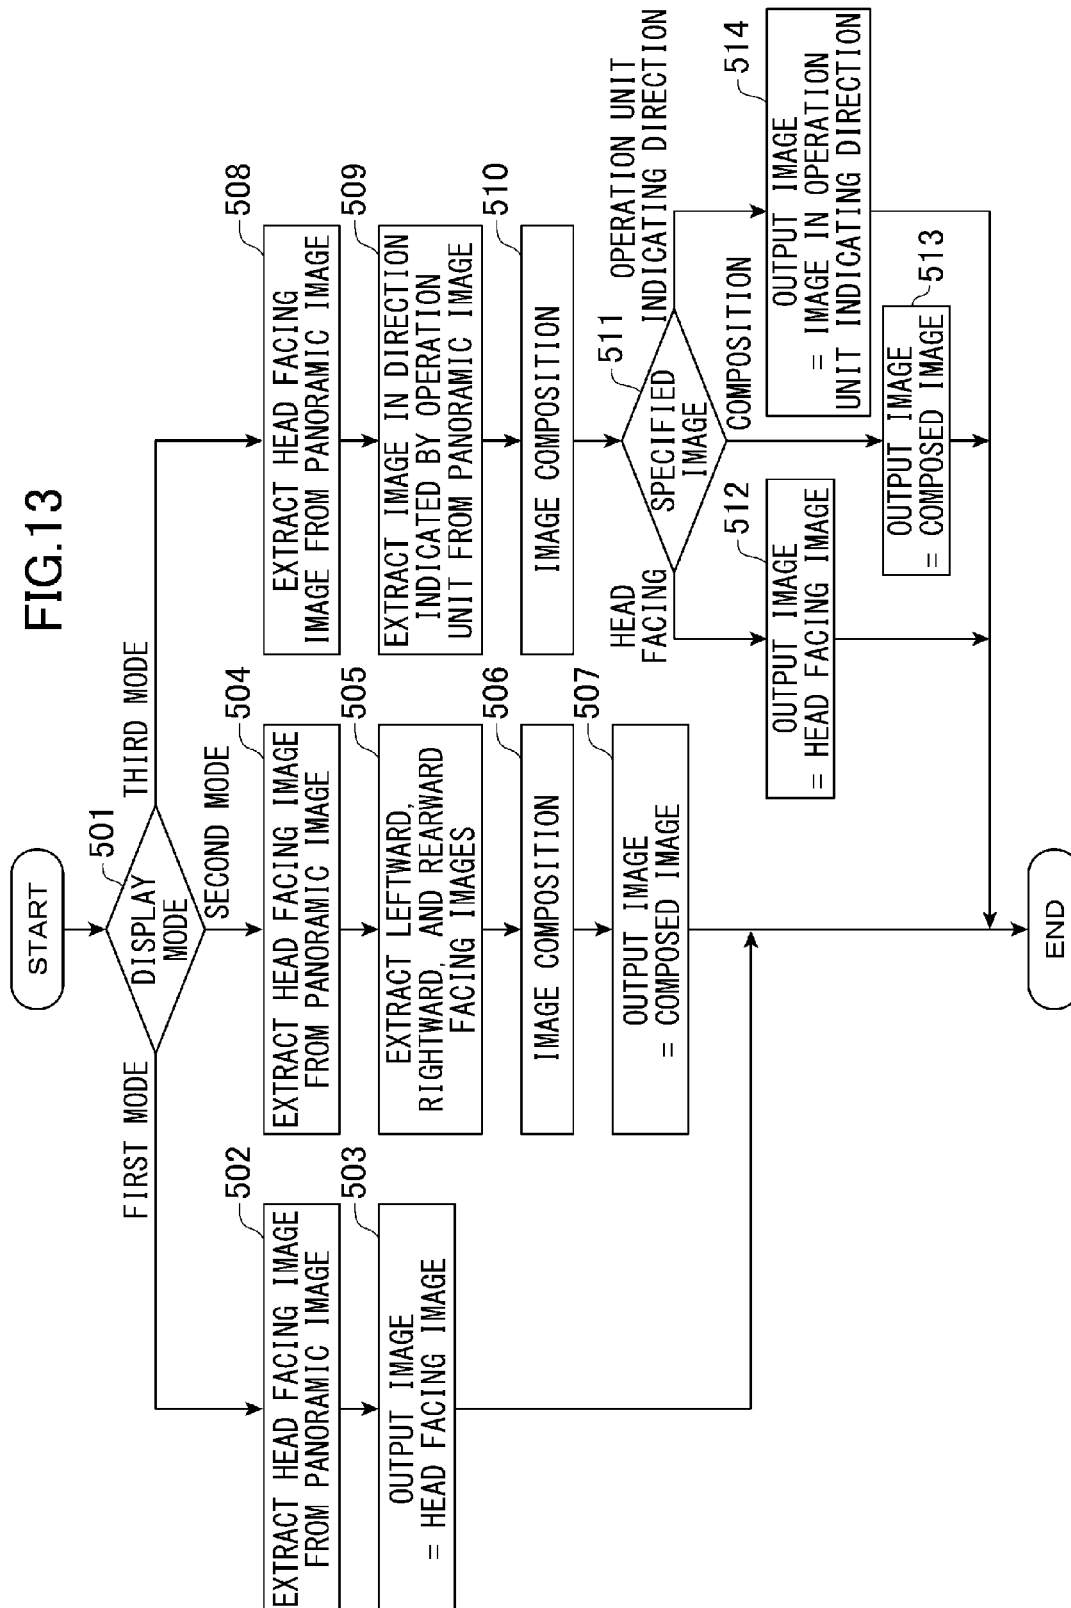 FIG.13
START
501
DISPLAY
MODE
FIRST MODE
SECOND MODE
THIRD MODE
502
EXTRACT HEAD FACING IMAGE
FROM PANORAMIC IMAGE
503
OUTPUT IMAGE
= HEAD FACING IMAGE
504
EXTRACT HEAD FACING IMAGE
FROM PANORAMIC IMAGE
505
EXTRACT LEFTWARD,
RIGHTWARD, AND REARWARD
FACING IMAGES
506
IMAGE COMPOSITION
507
OUTPUT IMAGE
= COMPOSED IMAGE
508
EXTRACT HEAD FACING
IMAGE FROM PANORAMIC IMAGE
509
EXTRACT IMAGE IN DIRECTION
INDICATED BY OPERATION
UNIT FROM PANORAMIC IMAGE
510
IMAGE COMPOSITION
511
SPECIFIED
IMAGE
HEAD
FACING
COMPOSITION
OPERATION UNIT
INDICATING DIRECTION
512
OUTPUT IMAGE
= HEAD FACING IMAGE
513
OUTPUT IMAGE
= COMPOSED IMAGE
514
OUTPUT IMAGE
= IMAGE IN OPERATION
UNIT INDICATING DIRECTION
END